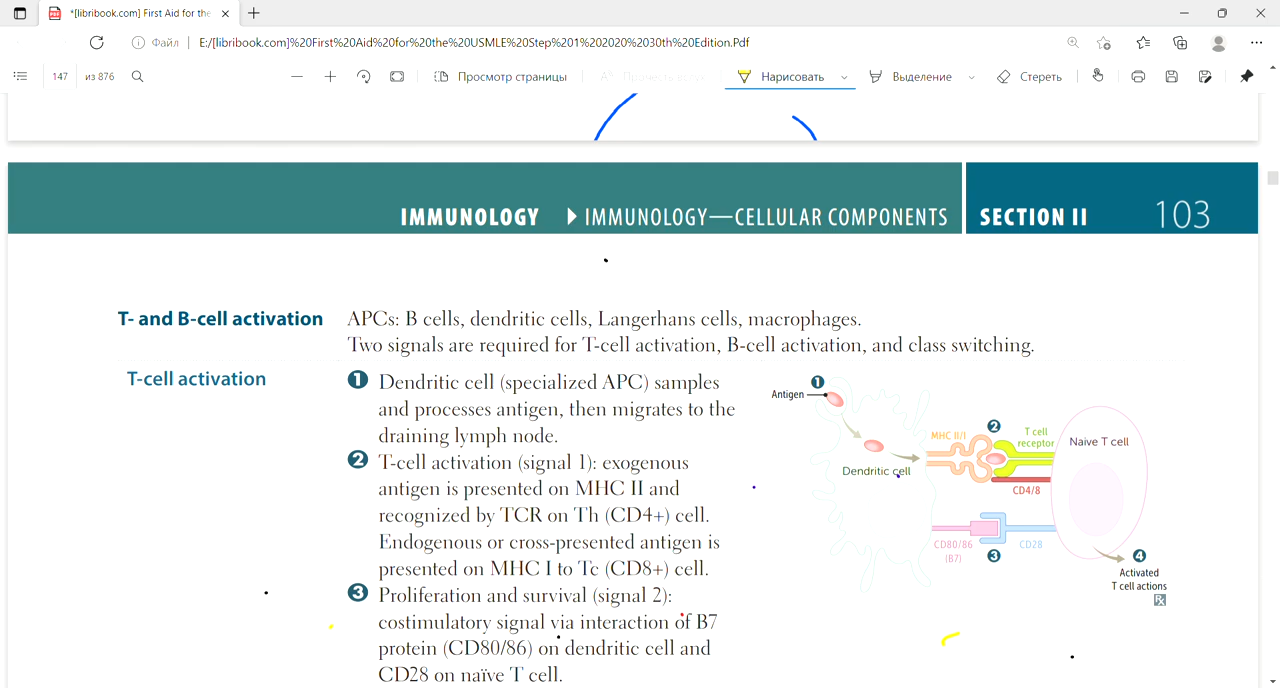 *[libribook.com] First Aid for the
Файл E:/[libribook.com]%20First%20Aid%20for%20the%20USMLE%20Step%201%202020%2030th%20Edition.Pdf
147 из 876 Просмотр страницы Прочесть вслух Нарисовать Выделение Стереть
IMMUNOLOGY IMMUNOLOGY—CELLULAR COMPONENTS SECTION II 103
T- and B-cell activation
APCs: B cells, dendritic cells, Langerhans cells, macrophages.
Two signals are required for T-cell activation, B-cell activation, and class switching.
T-cell activation
1 Dendritic cell (specialized APC) samples
and processes antigen, then migrates to the
draining lymph node.
2 T-cell activation (signal 1): exogenous
antigen is presented on MHC II and
recognized by TCR on Th (CD4+) cell.
Endogenous or cross-presented antigen is
presented on MHC I to Tc (CD8+) cell.
3 Proliferation and survival (signal 2):
costimulatory signal via interaction of B7
protein (CD80/86) on dendritic cell and
CD28 on naïve T cell.
1
Antigen
Dendritic cell
MHC II/I
2
T cell
receptor
Naive T cell
CD4/8
CD80/86
(B7)
3
CD28
4
Activated
T cell actions
Rx